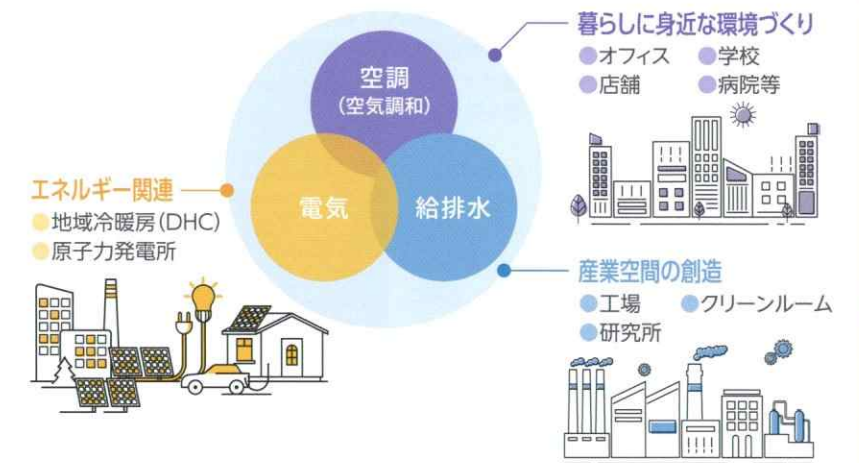 暮らしに身近な環境づくり
●オフィス ●学校
●店舗 ●病院等
空調
(空気調和)
電気
給排水
エネルギー関連
●地域冷暖房(DHC)
●原子力発電所
産業空間の創造
●工場 ●クリーンルーム
●研究所